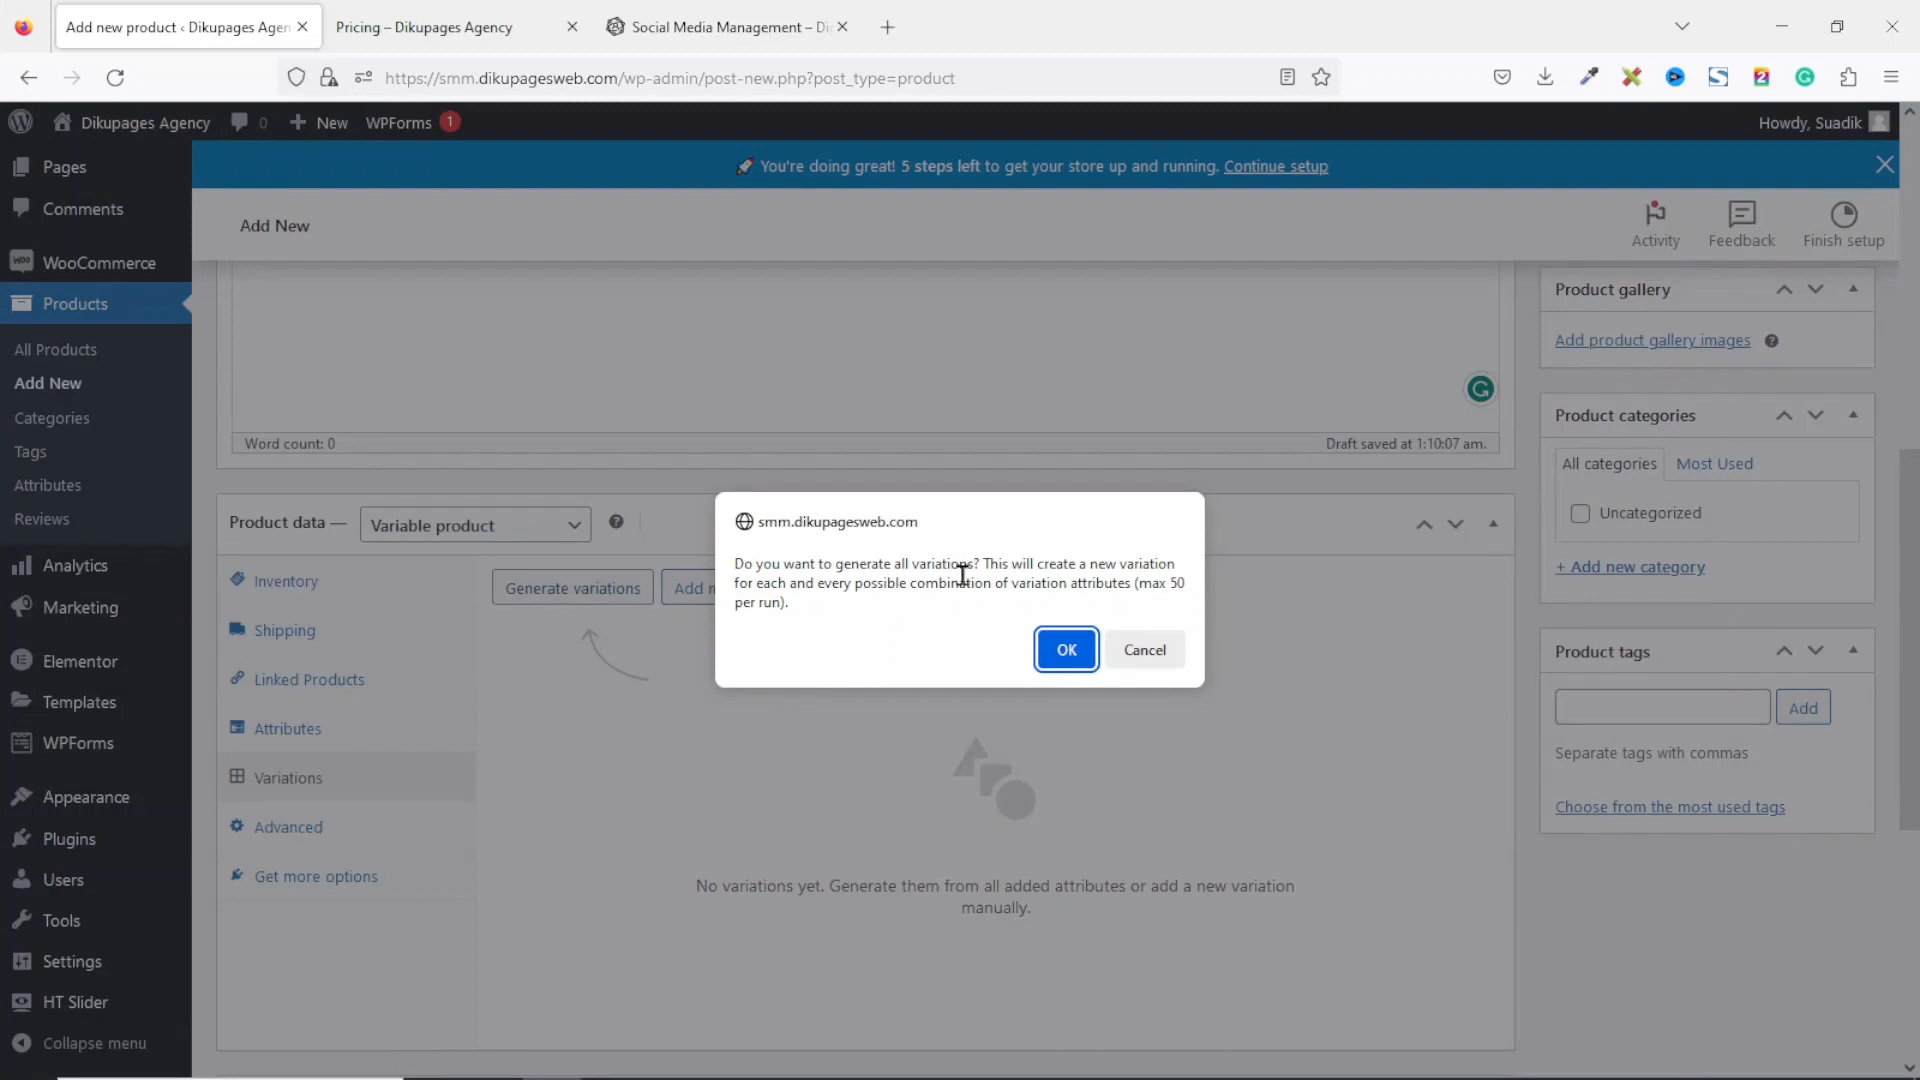 Add new product ‹ Dikupages Agen
Pricing – Dikupages Agency
Social Media Management – Di
https://smm.dikupagesweb.com/wp-admin/post-new.php?post_type=product
2
G
Dikupages Agency
0
New
WPForms
1
Howdy, Suadik
🚀 You're doing great! 5 steps left to get your store up and running. Continue setup
Add New
Activity
Feedback
Finish setup
Pages
Comments
WooCommerce
Products
All Products
Add New
Categories
Tags
Attributes
Reviews
Analytics
Marketing
Elementor
Templates
WPForms
Appearance
Plugins
Users
Tools
Settings
HT Slider
Collapse menu
Word count: 0
Draft saved at 1:10:07 am.
Product data —
Variable product
Inventory
Shipping
Linked Products
Attributes
Variations
Advanced
Get more options
Generate variations
Add
smm.dikupagesweb.com
Do you want to generate all variations? This will create a new variation
for each and every possible combination of variation attributes (max 50
per run).
OK
Cancel
No variations yet. Generate them from all added attributes or add a new variation
manually.
Product gallery
Add product gallery images
Product categories
All categories
Most Used
Uncategorized
+ Add new category
Product tags
Add
Separate tags with commas
Choose from the most used tags